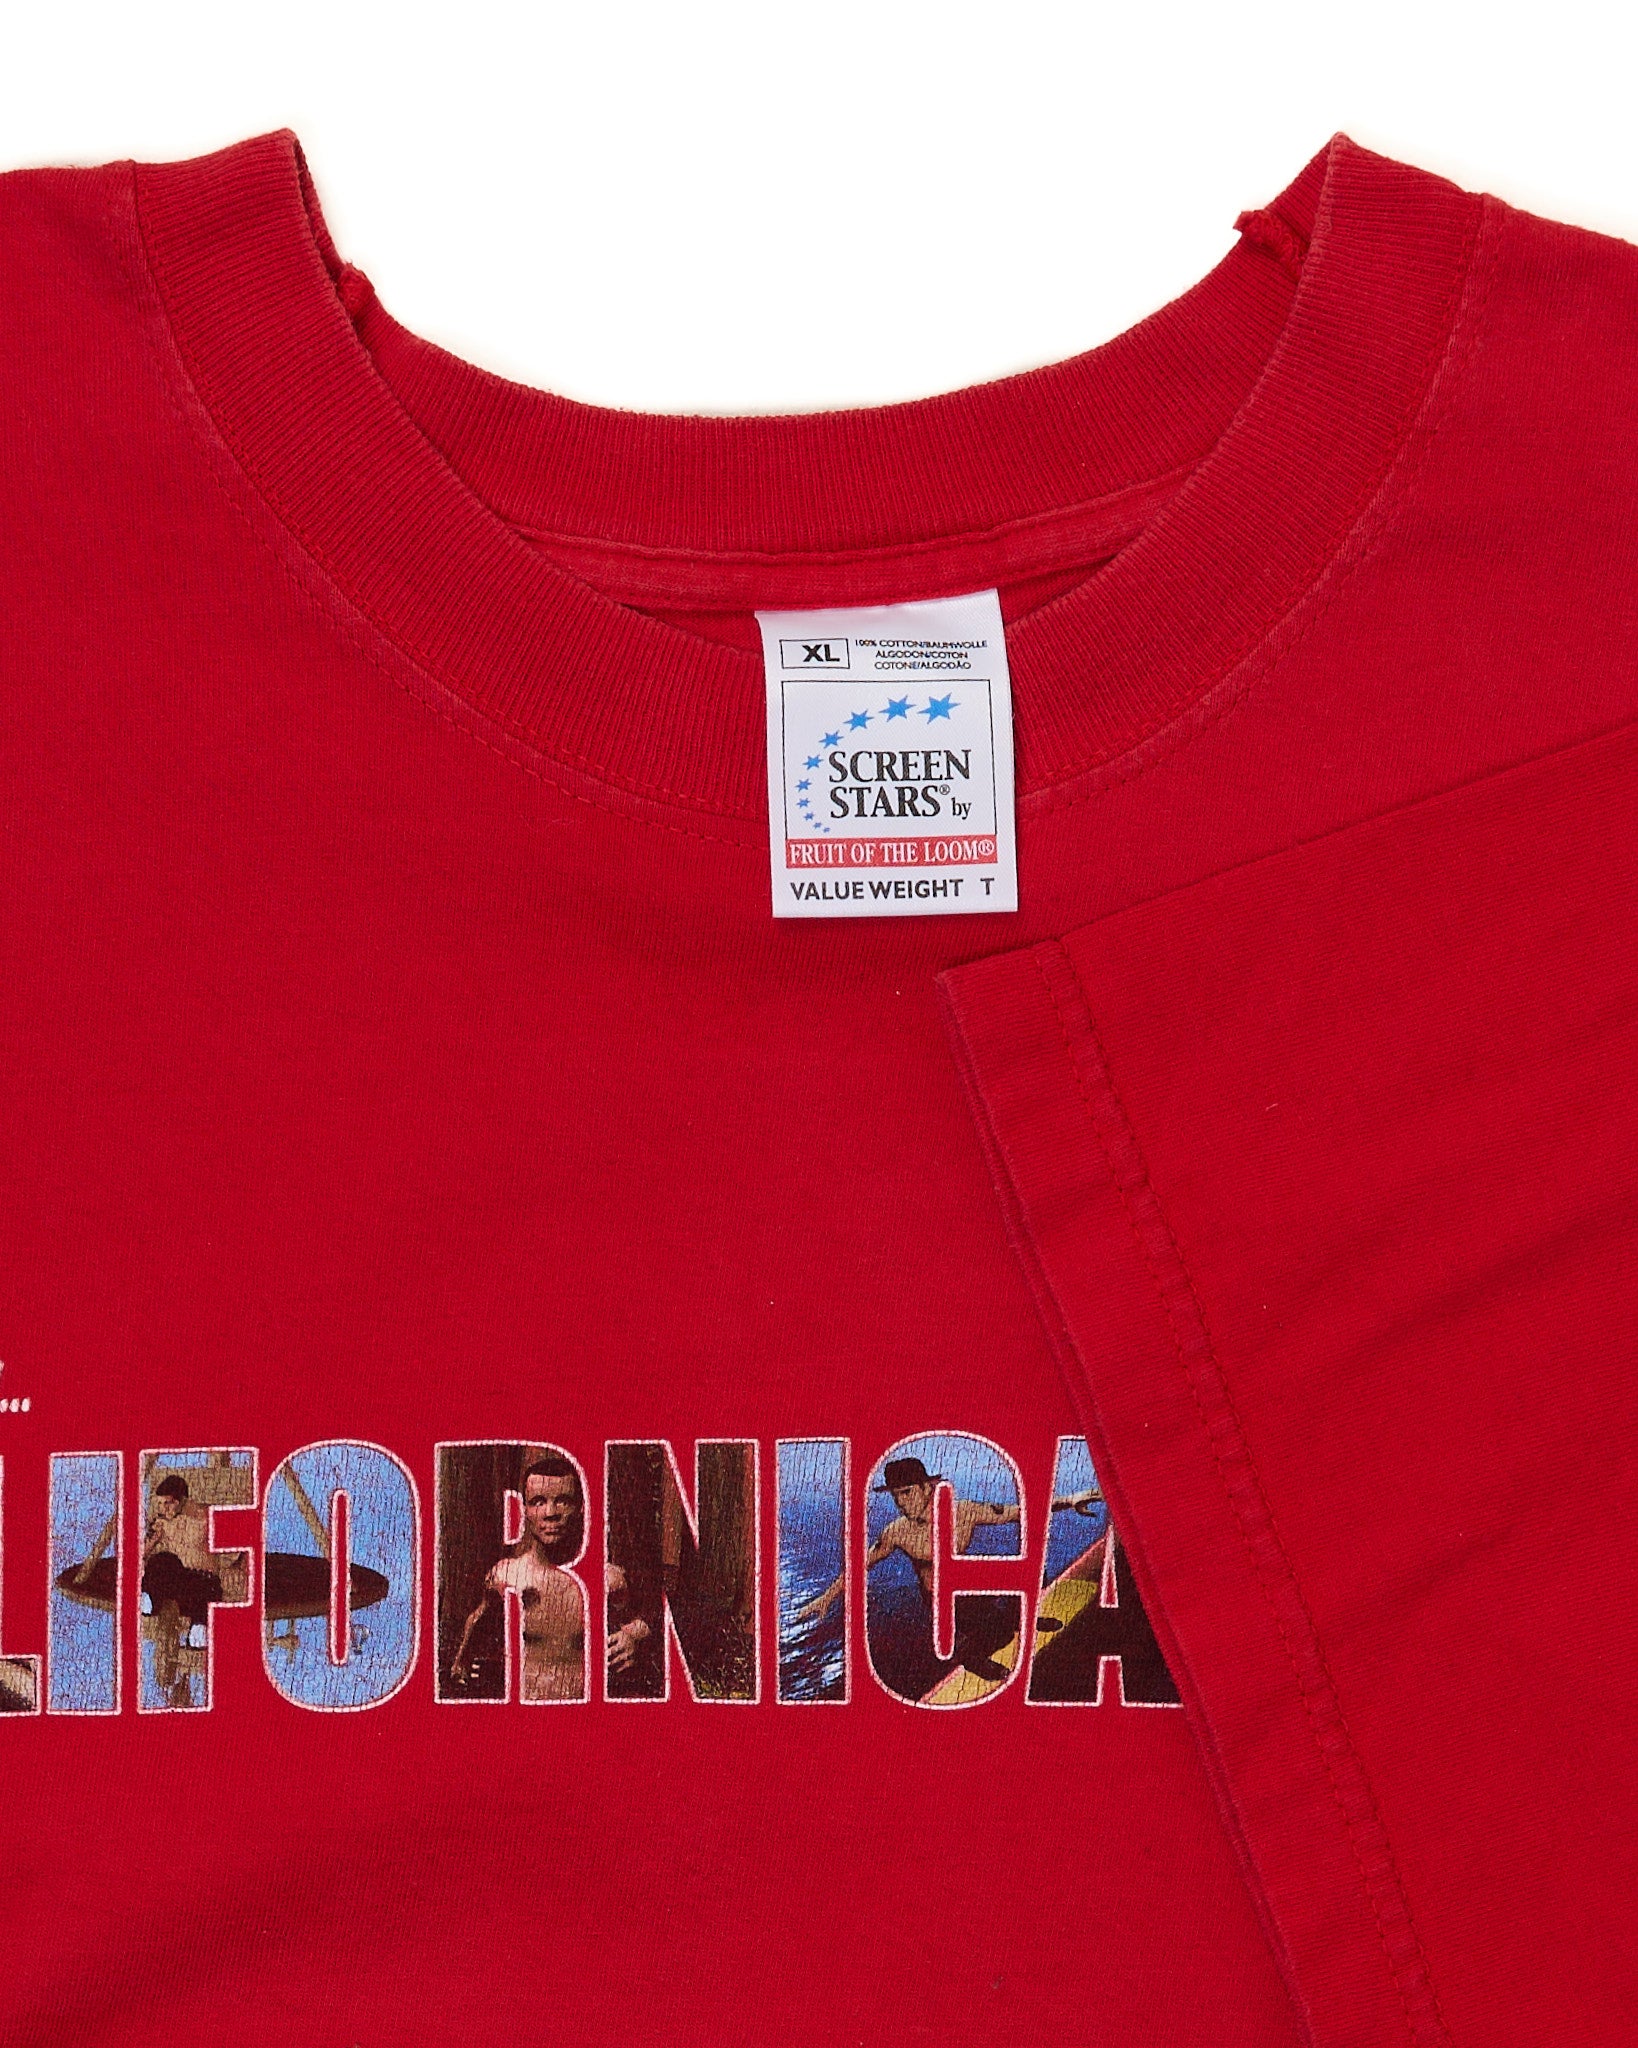 XL
100% COTTON/BAUMWOLLE
ALGODON/COTON
COTONE/ALGODÃO
SCREEN
STARS® by
FRUIT OF THE LOOM®
VALUE WEIGHT T
...
LIFORNICA